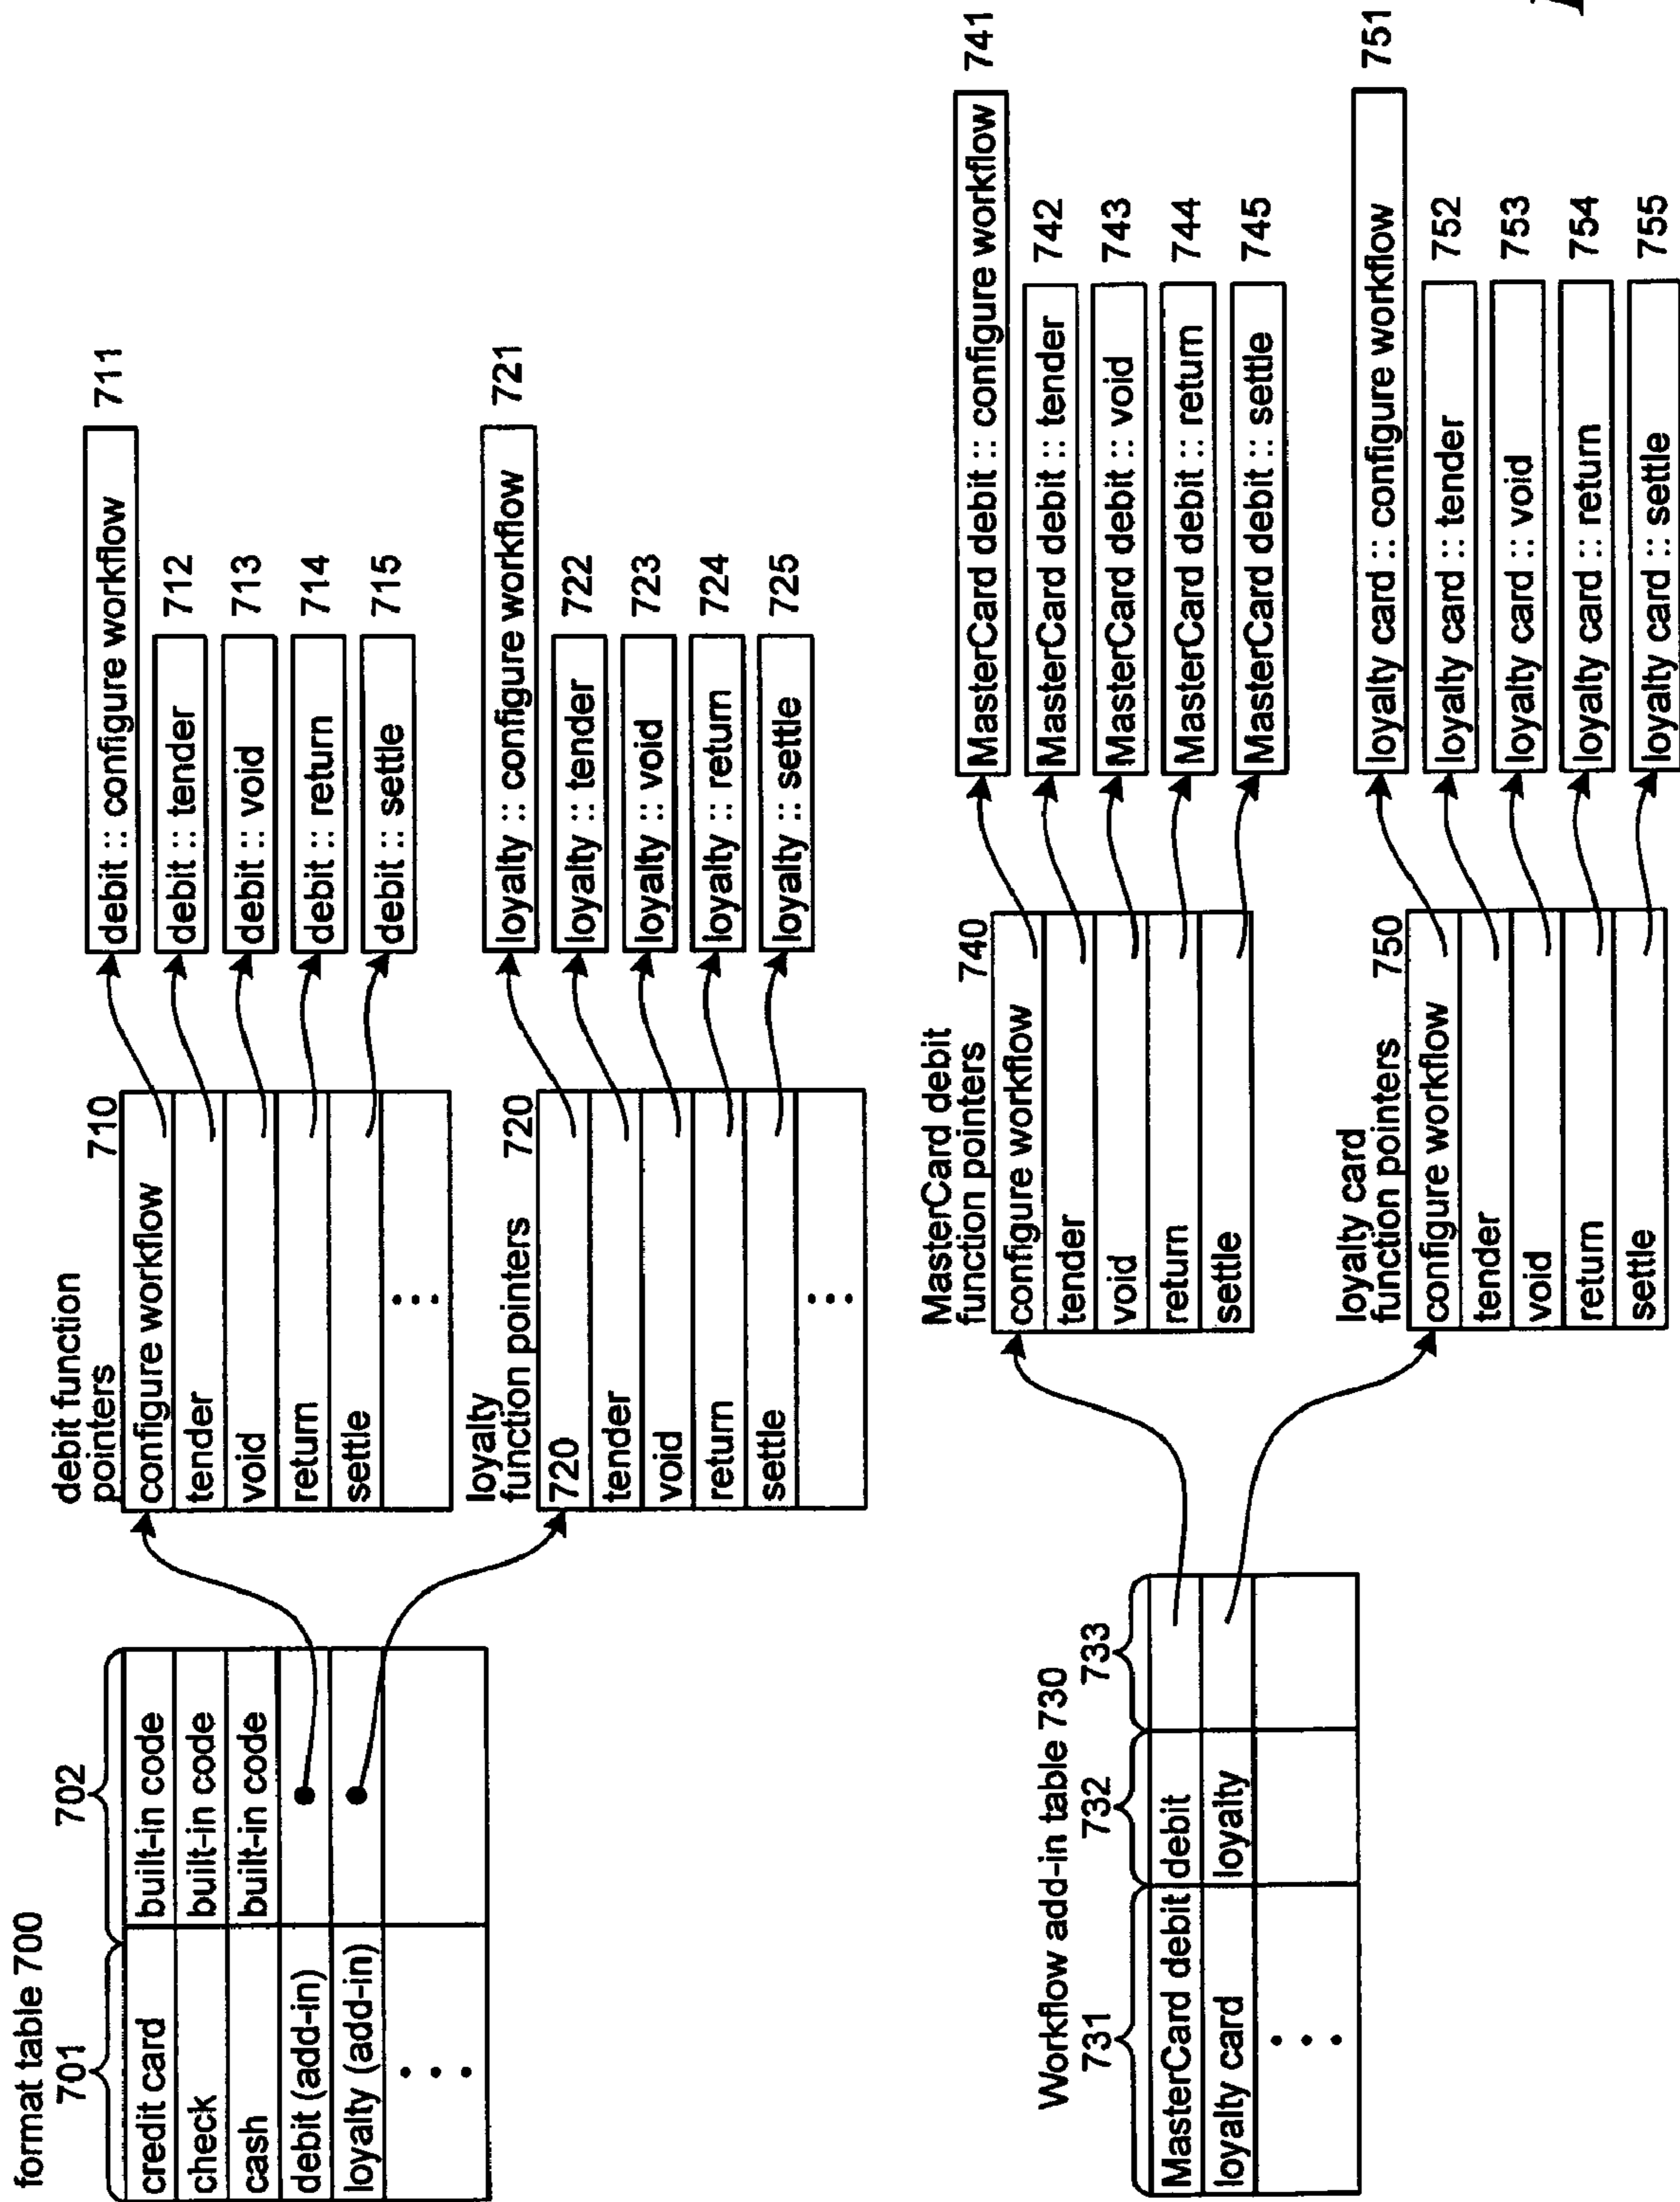 format table 700
701
702
credit card
built-in code
check
built-in code
cash
built-in code
debit (add-in)
loyalty (add-in)
debit function
pointers
710
configure workflow
tender
void
return
settle
debit :: configure workflow
711
debit :: tender
712
debit :: void
713
debit :: return
714
debit :: settle
715
loyalty
function pointers
720
720
tender
void
return
settle
loyalty :: configure workflow
721
loyalty :: tender
722
loyalty :: void
723
loyalty :: return
724
loyalty :: settle
725
Workflow add-in table 730
731
732
733
MasterCard debit
debit
loyalty card
loyalty
MasterCard debit
function pointers
740
configure workflow
tender
void
return
settle
MasterCard debit :: configure workflow
741
MasterCard debit :: tender
742
MasterCard debit :: void
743
MasterCard debit :: return
744
MasterCard debit :: settle
745
loyalty card
function pointers
750
configure workflow
tender
void
return
settle
loyalty card :: configure workflow
751
loyalty card :: tender
752
loyalty card :: void
753
loyalty card :: return
754
loyalty card :: settle
755